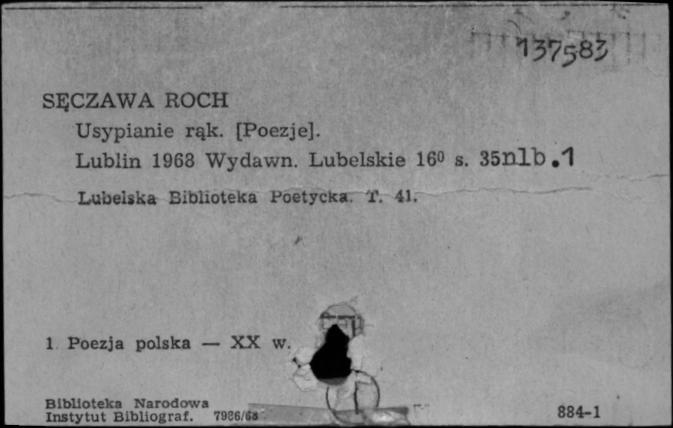 137583
SĘCZAWA ROCH
Usypianie rąk. [Poezje].
Lublin 1968 Wydawn. Lubelskie 16⁰ s. 35nlb.1
Lubelska Biblioteka Poetycka. T. 41.
1. Poezja polska — XX w.
Biblioteka Narodowa
Instytut Bibliograf. 7986/68
884-1